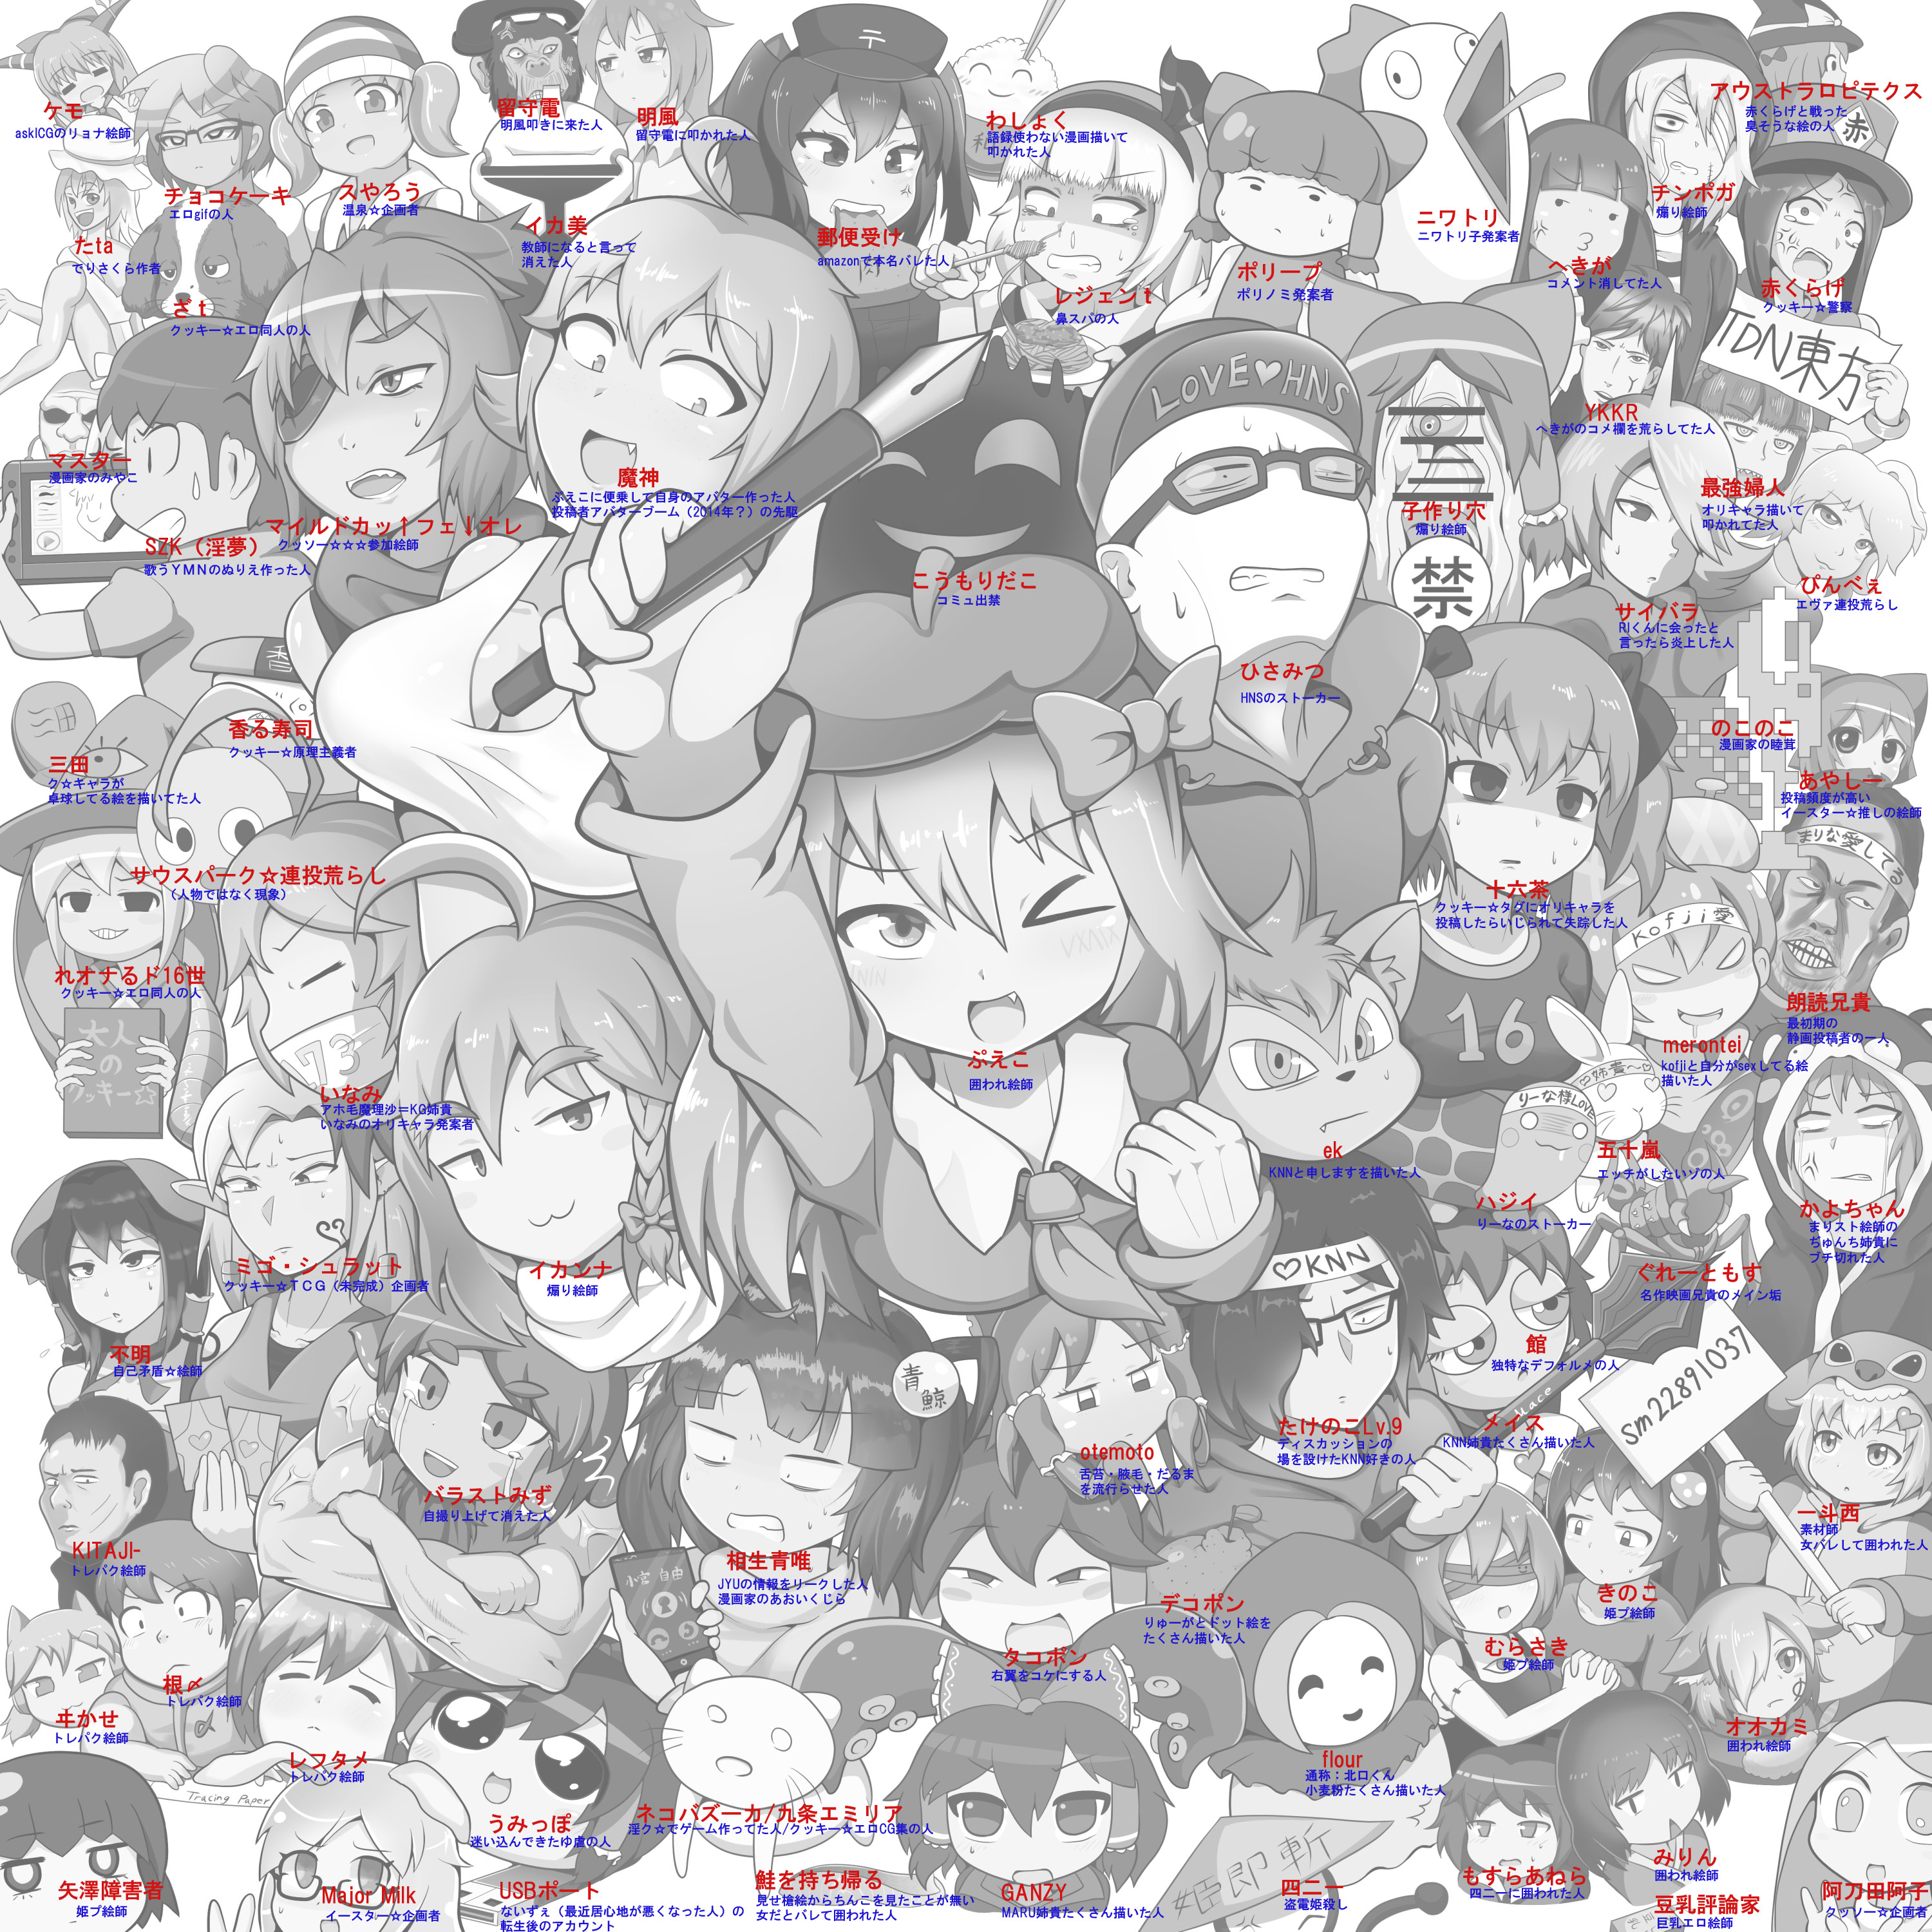 ケモ
askICGのリョナ絵師
チョコケーキ
エロgifの人
スやろう
温泉☆企画者
留守電
明風叩きに来た人
明風
留守電に叩かれた人
〒
わしょく
語録使わない漫画描いて
叩かれた人
アウストラロピテクス
赤くらげと戦った
臭そうな絵の人
赤
たta
でりさくら作者
ざt
クッキー☆エロ同人の人
イカ美
教師になると言って
消えた人
郵便受け
amazonで本名バレた人
レジェンt
鼻スパの人
ポリープ
ポリノミ発案者
ニワトリ
ニワトリ子発案者
チンポガ
煽り絵師
へきが
コメント消してた人
赤くらげ
クッキー☆警察
TDN東方
マスター
漫画家のみやこ
SZK（淫夢）
歌うYMNのぬりえ作った人
マイルドカッ↑フェ↓オレ
クッソー☆☆☆参加絵師
魔神
ぷえこに便乗して自身のアバター作った人
投稿者アバターブーム（2014年？）の先駆
LOVE♥HNS
YKKR
へきがのコメ欄を荒らしてた人
子作り穴
煽り絵師
禁
最強婦人
オリキャラ描いて
叩かれてた人
ぴんべぇ
エヴァ連投荒らし
こうもりだこ
コミュ出禁
サイバラ
RIくんに会ったと
言ったら炎上した人
ひさみつ
HNSのストーカー
香
香る寿司
クッキー☆原理主義者
三田
ク☆キャラが
卓球してる絵を描いてた人
のこのこ
漫画家の睦茸
あやしー
投稿頻度が高い
イースター☆推しの絵師
まりな愛してる
サウスパーク☆連投荒らし
（人物ではなく現象）
十六茶
クッキー☆タグにオリキャラを
投稿したらいじられて失踪した人
Kofji愛
れオナるド16世
クッキー☆エロ同人の人
大人
の
クッキー☆
73
16
朗読兄貴
最初期の
静画投稿者の一人
merontei
kofjiと自分がsexしてる絵
描いた人
いなみ
アホ毛魔理沙＝KG姉貴
いなみのオリキャラ発案者
ぷえこ
囲われ絵師
ek
KNNと申しますを描いた人
♡姉貴～♡
りーな様LOVE
五十嵐
エッチがしたいゾの人
ハジイ
りーなのストーカー
かよちゃん
まりスト絵師の
ぢゅんち姉貴に
ブチ切れた人
ミゴ・シュラット
クッキー☆TCG（未完成）企画者
イカンナ
煽り絵師
♡KNN
ぐれーともす
名作映画兄貴のメイン垢
不明
自己矛盾☆絵師
館
独特なデフォルメの人
sm22891037
青
鯨
Mace
メイス
KNN姉貴たくさん描いた人
たけのこLv.9
ディスカッションの
場を設けたKNN好きの人
otemoto
舌苔・腋毛・だるま
を流行らせた人
バラストみず
自撮り上げて消えた人
KITAJI-
トレパク絵師
一斗西
素材師
女バレして囲われた人
相生青唯
JYUの情報をリークした人
漫画家のあおいくじら
小宮 自由
デコポン
りゅーがとドット絵を
たくさん描いた人
きのこ
姫プ絵師
むらさき
姫プ絵師
タコポン
右翼をコケにする人
根〆
トレパク絵師
ヰかせ
トレパク絵師
レフタメ
トレパク絵師
Tracing Paper
オオカミ
囲われ絵師
flour
通称：北口くん
小麦粉たくさん描いた人
うみっぽ
迷い込んできたゆ虐の人
ネコバズーカ/九条エミリア
淫ク☆でゲーム作ってた人/クッキー☆エロCG集の人
矢澤障害者
姫プ絵師
Major Milk
イースター☆企画者
USBポート
ないずぇ（最近居心地が悪くなった人）の
転生後のアカウント
鮭を持ち帰る
見せ槍絵からちんこを見たことが無い
女だとバレて囲われた人
GANZY
MARU姉貴たくさん描いた人
姫即斬
四ニー
盗電姫殺し
もすらあねら
四ニーに囲われた人
みりん
囲われ絵師
豆乳評論家
巨乳エロ絵師
阿刀田阿子
クッソー☆企画者